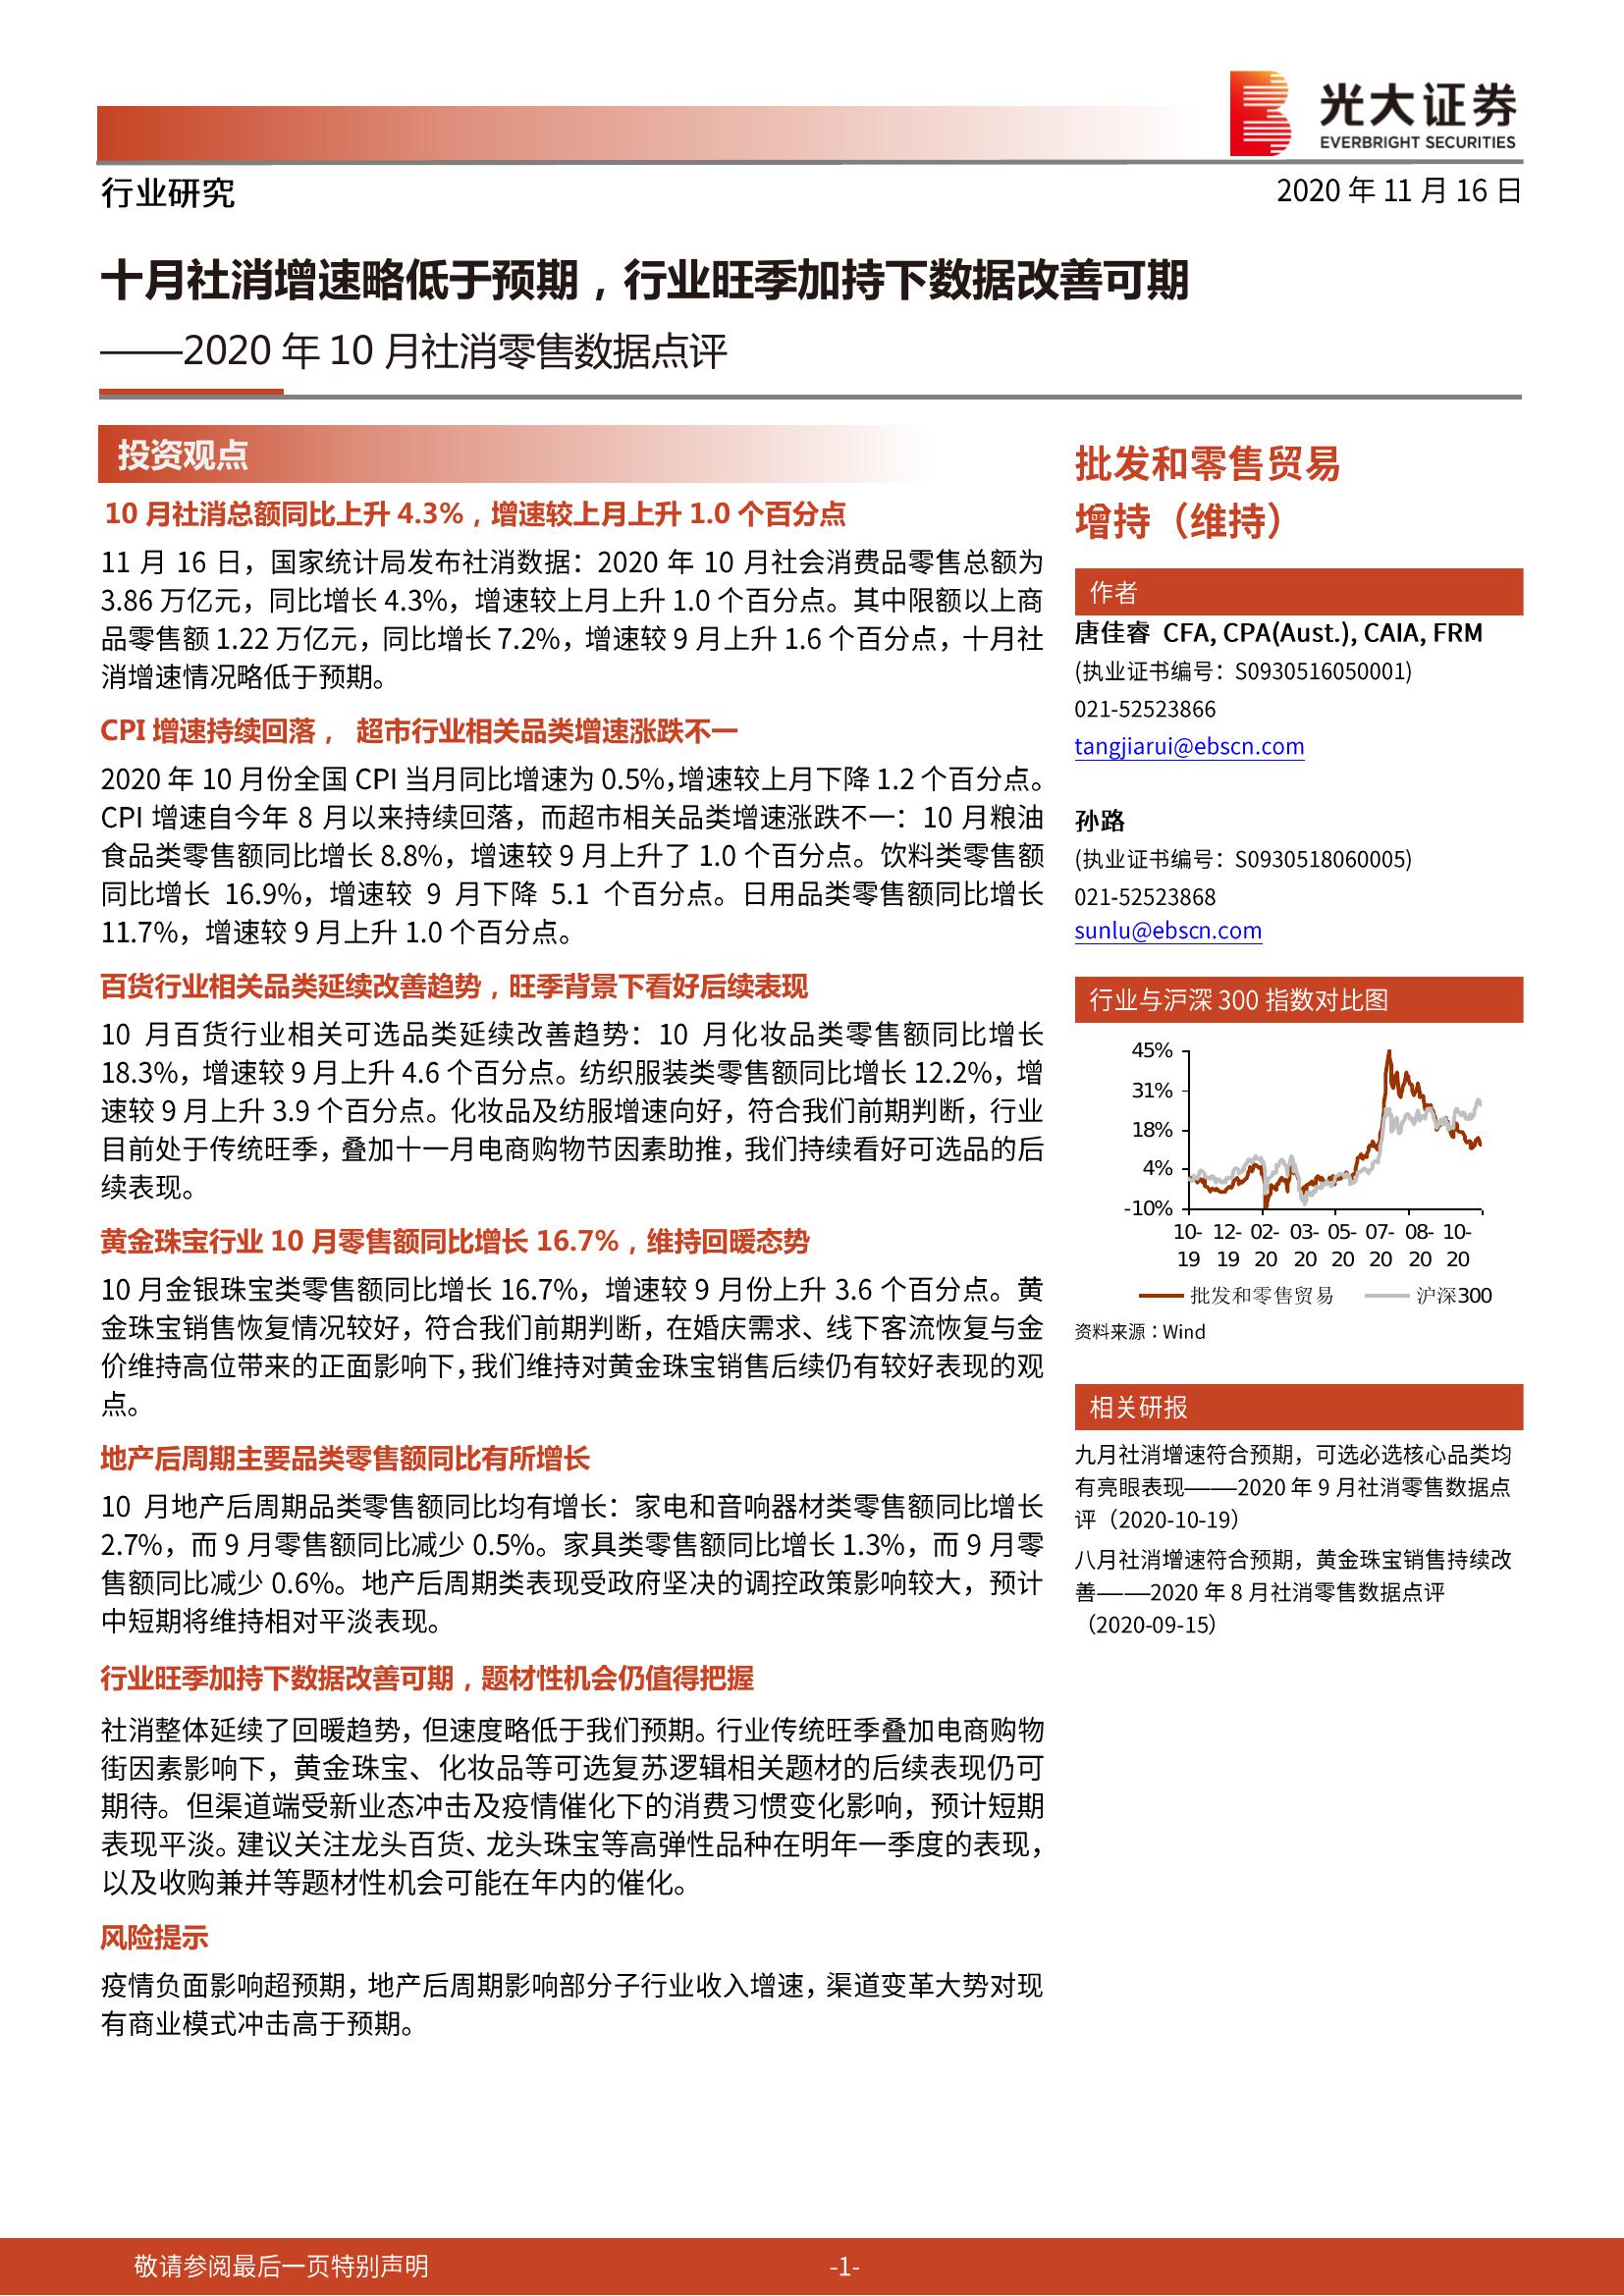 光大证券
EVERBRIGHT SECURITIES
行业研究
2020 年 11 月 16 日
十月社消增速略低于预期，行业旺季加持下数据改善可期
——2020 年 10 月社消零售数据点评
投资观点
10 月社消总额同比上升 4.3%，增速较上月上升 1.0 个百分点
11 月 16 日，国家统计局发布社消数据：2020 年 10 月社会消费品零售总额为
3.86 万亿元，同比增长 4.3%，增速较上月上升 1.0 个百分点。其中限额以上商
品零售额 1.22 万亿元，同比增长 7.2%，增速较 9 月上升 1.6 个百分点，十月社
消增速情况略低于预期。
CPI 增速持续回落， 超市行业相关品类增速涨跌不一
2020 年 10 月份全国 CPI 当月同比增速为 0.5%，增速较上月下降 1.2 个百分点。
CPI 增速自今年 8 月以来持续回落，而超市相关品类增速涨跌不一：10 月粮油
食品类零售额同比增长 8.8%，增速较 9 月上升了 1.0 个百分点。饮料类零售额
同比增长 16.9%，增速较 9 月下降 5.1 个百分点。日用品类零售额同比增长
11.7%，增速较 9 月上升 1.0 个百分点。
百货行业相关品类延续改善趋势，旺季背景下看好后续表现
10 月百货行业相关可选品类延续改善趋势：10 月化妆品类零售额同比增长
18.3%，增速较 9 月上升 4.6 个百分点。纺织服装类零售额同比增长 12.2%，增
速较 9 月上升 3.9 个百分点。化妆品及纺服增速向好，符合我们前期判断，行业
目前处于传统旺季，叠加十一月电商购物节因素助推，我们持续看好可选品的后
续表现。
黄金珠宝行业 10 月零售额同比增长 16.7%，维持回暖态势
10 月金银珠宝类零售额同比增长 16.7%，增速较 9 月份上升 3.6 个百分点。黄
金珠宝销售恢复情况较好，符合我们前期判断，在婚庆需求、线下客流恢复与金
价维持高位带来的正面影响下，我们维持对黄金珠宝销售后续仍有较好表现的观
点。
地产后周期主要品类零售额同比有所增长
10 月地产后周期品类零售额同比均有增长：家电和音响器材类零售额同比增长
2.7%，而 9 月零售额同比减少 0.5%。家具类零售额同比增长 1.3%，而 9 月零
售额同比减少 0.6%。地产后周期类表现受政府坚决的调控政策影响较大，预计
中短期将维持相对平淡表现。
行业旺季加持下数据改善可期，题材性机会仍值得把握
社消整体延续了回暖趋势，但速度略低于我们预期。行业传统旺季叠加电商购物
街因素影响下，黄金珠宝、化妆品等可选复苏逻辑相关题材的后续表现仍可
期待。但渠道端受新业态冲击及疫情催化下的消费习惯变化影响，预计短期
表现平淡。建议关注龙头百货、龙头珠宝等高弹性品种在明年一季度的表现，
以及收购兼并等题材性机会可能在年内的催化。
风险提示
疫情负面影响超预期，地产后周期影响部分子行业收入增速，渠道变革大势对现
有商业模式冲击高于预期。
批发和零售贸易
增持（维持）
作者
唐佳睿 CFA, CPA(Aust.), CAIA, FRM
(执业证书编号：S0930516050001)
021-52523866
tangjiarui@ebscn.com
孙路
(执业证书编号：S0930518060005)
021-52523868
sunlu@ebscn.com
行业与沪深 300 指数对比图
45%
31%
18%
4%
-10%
10- 12- 02- 03- 05- 07- 08- 10-
19 19 20 20 20 20 20 20
批发和零售贸易 沪深300
资料来源：Wind
相关研报
九月社消增速符合预期，可选必选核心品类均
有亮眼表现——2020 年 9 月社消零售数据点
评（2020-10-19）
八月社消增速符合预期，黄金珠宝销售持续改
善——2020 年 8 月社消零售数据点评
（2020-09-15）
敬请参阅最后一页特别声明
-1-